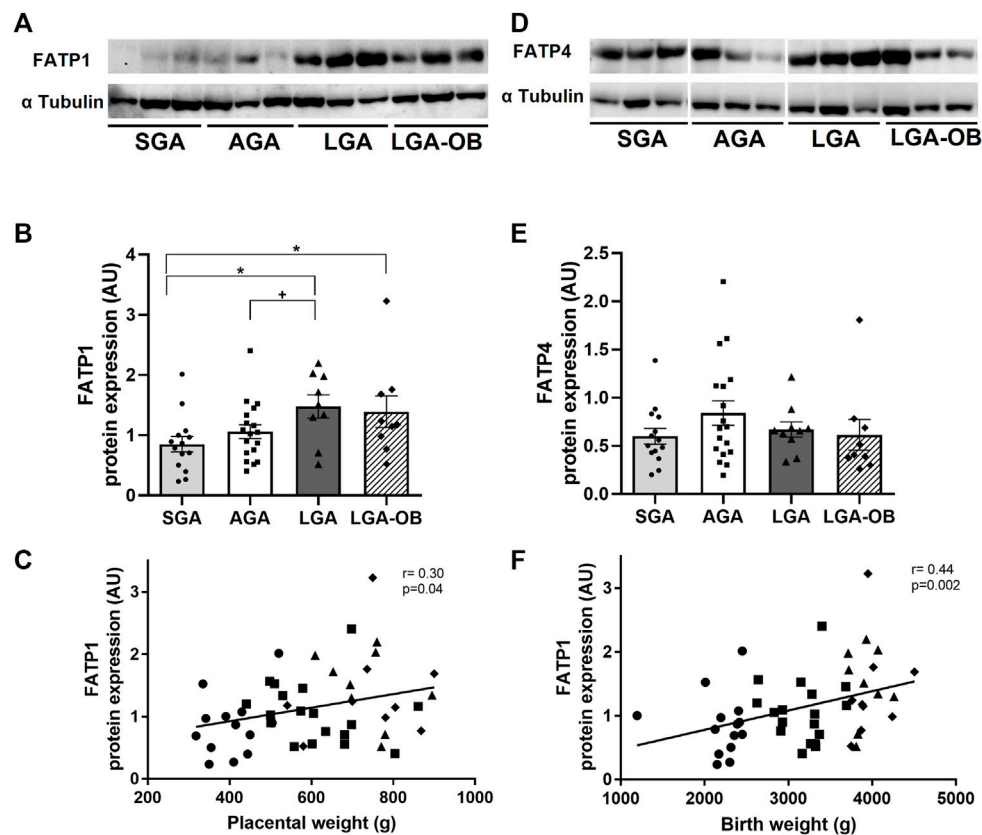 A
FATP1
α Tubulin
SGA AGA LGA LGA-OB
D
FATP4
α Tubulin
SGA AGA LGA LGA-OB
B
FATP1
protein expression (AU)
4
3
2
1
0
*
*
+
SGA AGA LGA LGA-OB
E
FATP4
protein expression (AU)
2.5
2.0
1.5
1.0
0.5
0.0
SGA AGA LGA LGA-OB
C
FATP1
protein expression (AU)
3
2
1
0
r= 0.30
p=0.04
200 400 600 800 1000
Placental weight (g)
F
FATP1
protein expression (AU)
3
2
1
0
r= 0.44
p=0.002
1000 2000 3000 4000 5000
Birth weight (g)